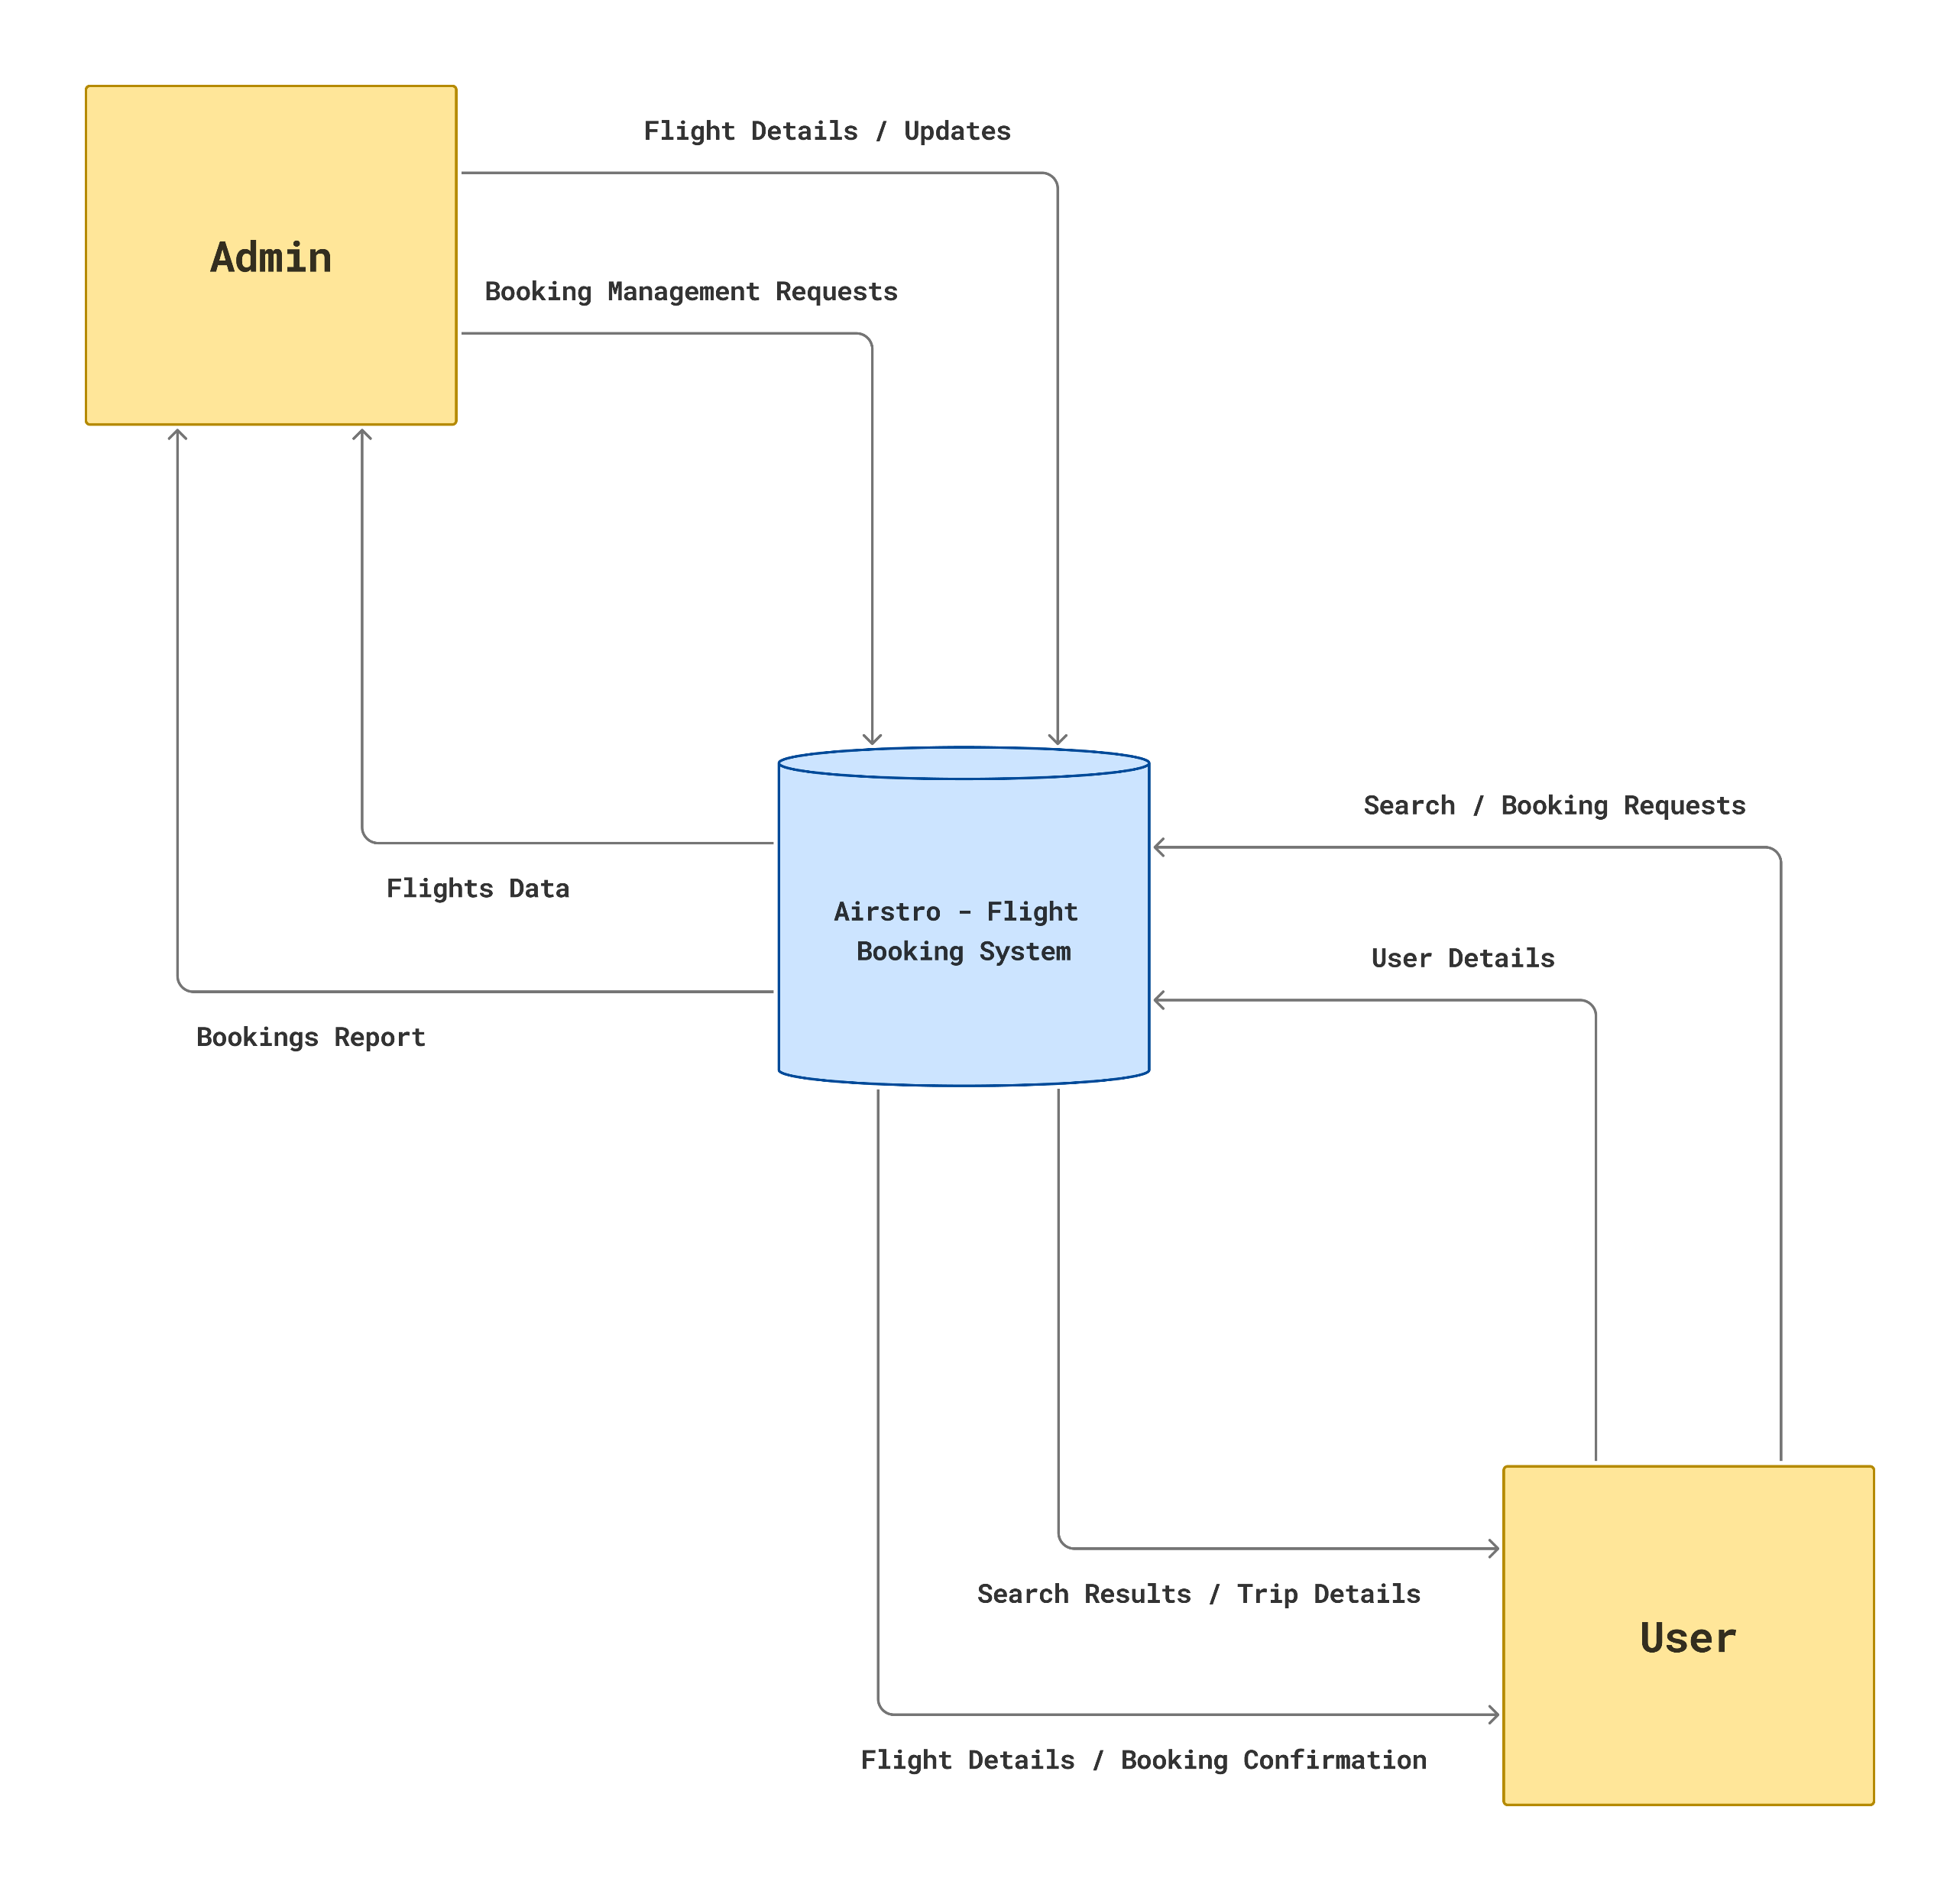 Flight Details / Updates
Admin
Booking Management Requests
Search / Booking Requests
Flights Data
Airstro - Flight
Booking System
User Details
Bookings Report
Search Results / Trip Details
User
Flight Details / Booking Confirmation